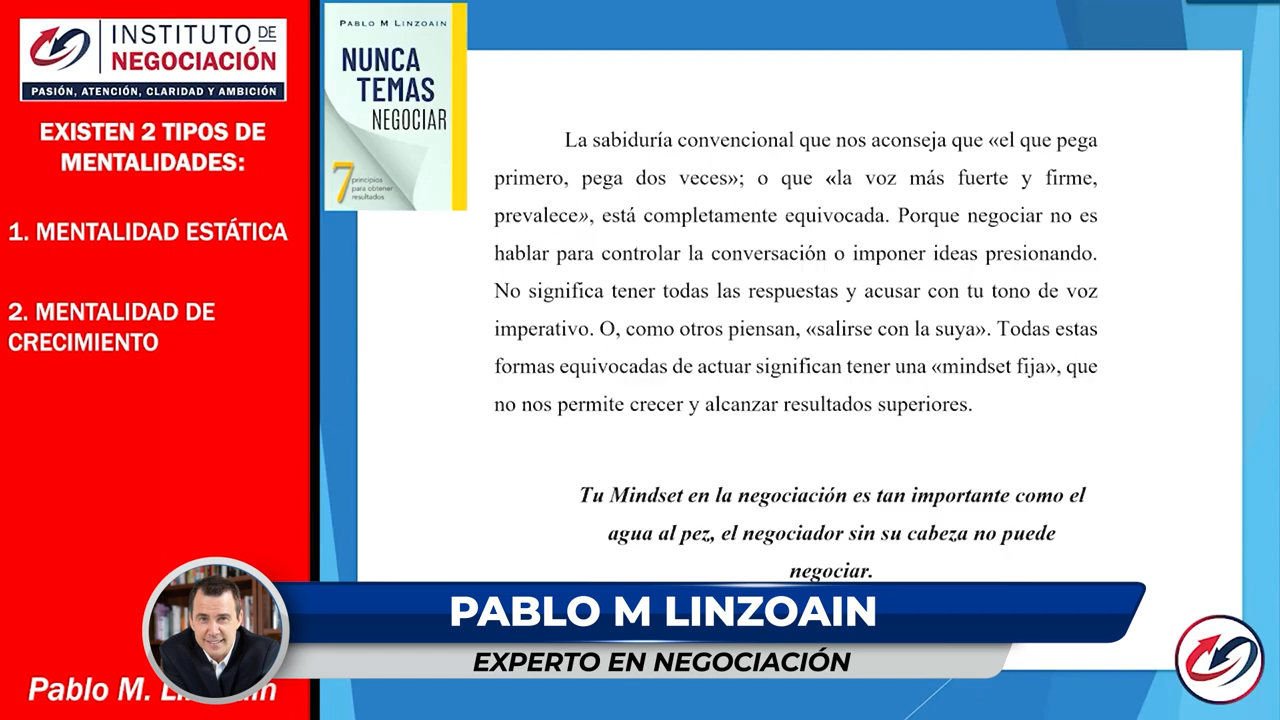 INSTITUTO DE
NEGOCIACIÓN
PASIÓN, ATENCIÓN, CLARIDAD Y AMBICIÓN
EXISTEN 2 TIPOS DE
MENTALIDADES:
1. MENTALIDAD ESTÁTICA
2. MENTALIDAD DE
CRECIMIENTO
Pablo M.
PABLO M LINZOAIN
NUNCA
TEMAS
NEGOCIAR
7
principios
para obtener
resultados
La sabiduría convencional que nos aconseja que «el que pega
primero, pega dos veces»; o que «la voz más fuerte y firme,
prevalece», está completamente equivocada. Porque negociar no es
hablar para controlar la conversación o imponer ideas presionando.
No significa tener todas las respuestas y acusar con tu tono de voz
imperativo. O, como otros piensan, «salirse con la suya». Todas estas
formas equivocadas de actuar significan tener una «mindset fija», que
no nos permite crecer y alcanzar resultados superiores.
Tu Mindset en la negociación es tan importante como el
agua al pez, el negociador sin su cabeza no puede
negociar.
PABLO M LINZOAIN
EXPERTO EN NEGOCIACIÓN